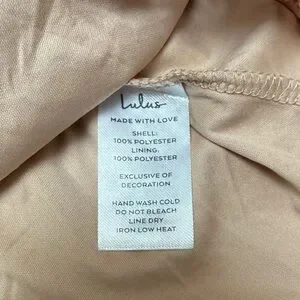 Lulus
MADE WITH LOVE
SHELL:
100% POLYESTER
LINING:
100% POLYESTER
EXCLUSIVE OF
DECORATION
HAND WASH COLD
DO NOT BLEACH
LINE DRY
IRON LOW HEAT